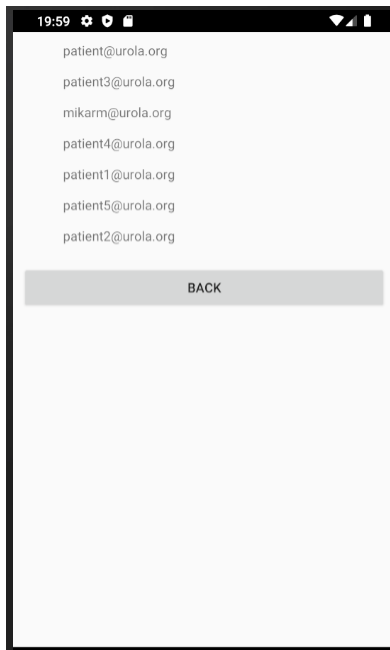 19:59
patient@urola.org
patient3@urola.org
mikarm@urola.org
patient4@urola.org
patient1@urola.org
patient5@urola.org
patient2@urola.org
BACK